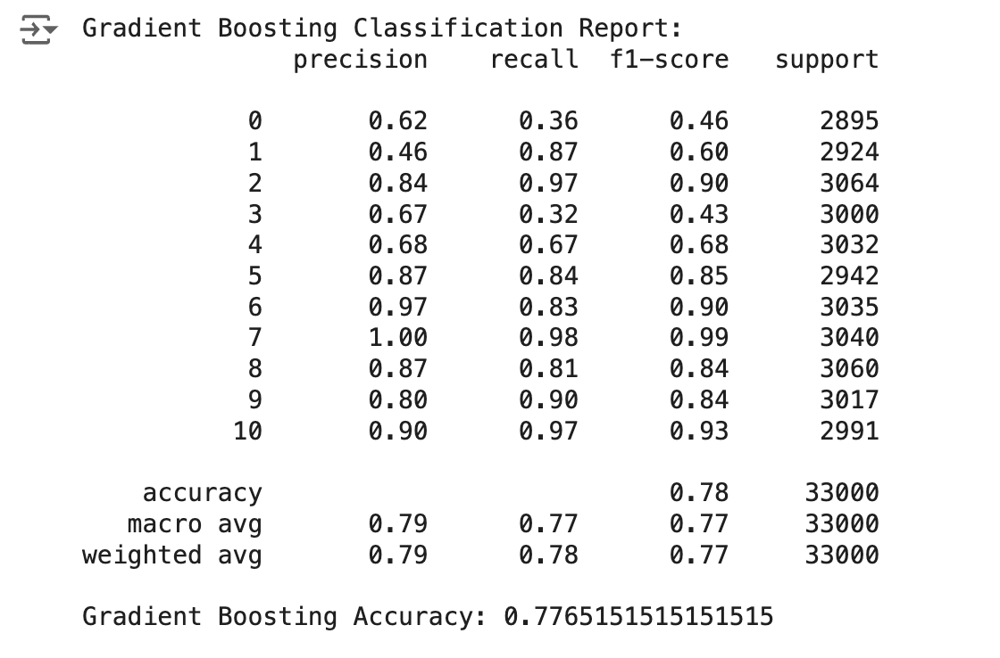 Gradient Boosting Classification Report:
precision recall f1-score support
0 0.62 0.36 0.46 2895
1 0.46 0.87 0.60 2924
2 0.84 0.97 0.90 3064
3 0.67 0.32 0.43 3000
4 0.68 0.67 0.68 3032
5 0.87 0.84 0.85 2942
6 0.97 0.83 0.90 3035
7 1.00 0.98 0.99 3040
8 0.87 0.81 0.84 3060
9 0.80 0.90 0.84 3017
10 0.90 0.97 0.93 2991
accuracy 0.78 33000
macro avg 0.79 0.77 0.77 33000
weighted avg 0.79 0.78 0.77 33000
Gradient Boosting Accuracy: 0.7765151515151515